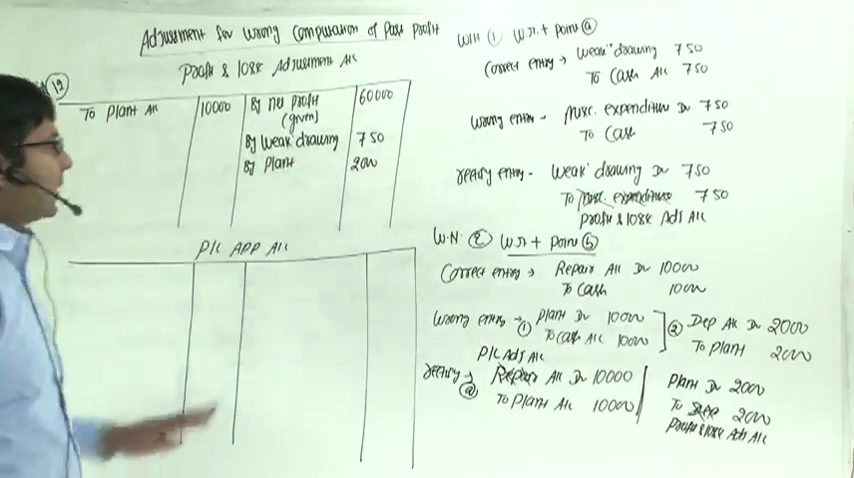 Adjustment for wrong Computation of Past Profit
Profit & loss Adjustment A/c
12
To Plant A/c 10000 By net profit 60000
(given)
By Weak' drawing 750
By Plant 2000
P/L APP A/c
WN ① W.r.t point ⓐ
Correct entry → Weak' drawing 750
To Cash A/c 750
Wrong entry - Misc. expenditure Dr 750
To Cash 750
rectify entry - Weak' drawing Dr 750
To Misc. expenditure 750
Profit & loss Adj A/c
W.N. ② W.r.t point ⓑ
Correct entry → Repair A/c Dr 10000
To Cash 10000
Wrong entry → ① Plant Dr 10000 ② Dep A/c Dr 2000
To Cash A/c 10000 To Plant 2000
P/L Adj A/c
rectify → Repair A/c Dr 10000 Plant Dr 2000
ⓐ To Plant A/c 10000 To Dep 2000
Profit & loss Adj A/c